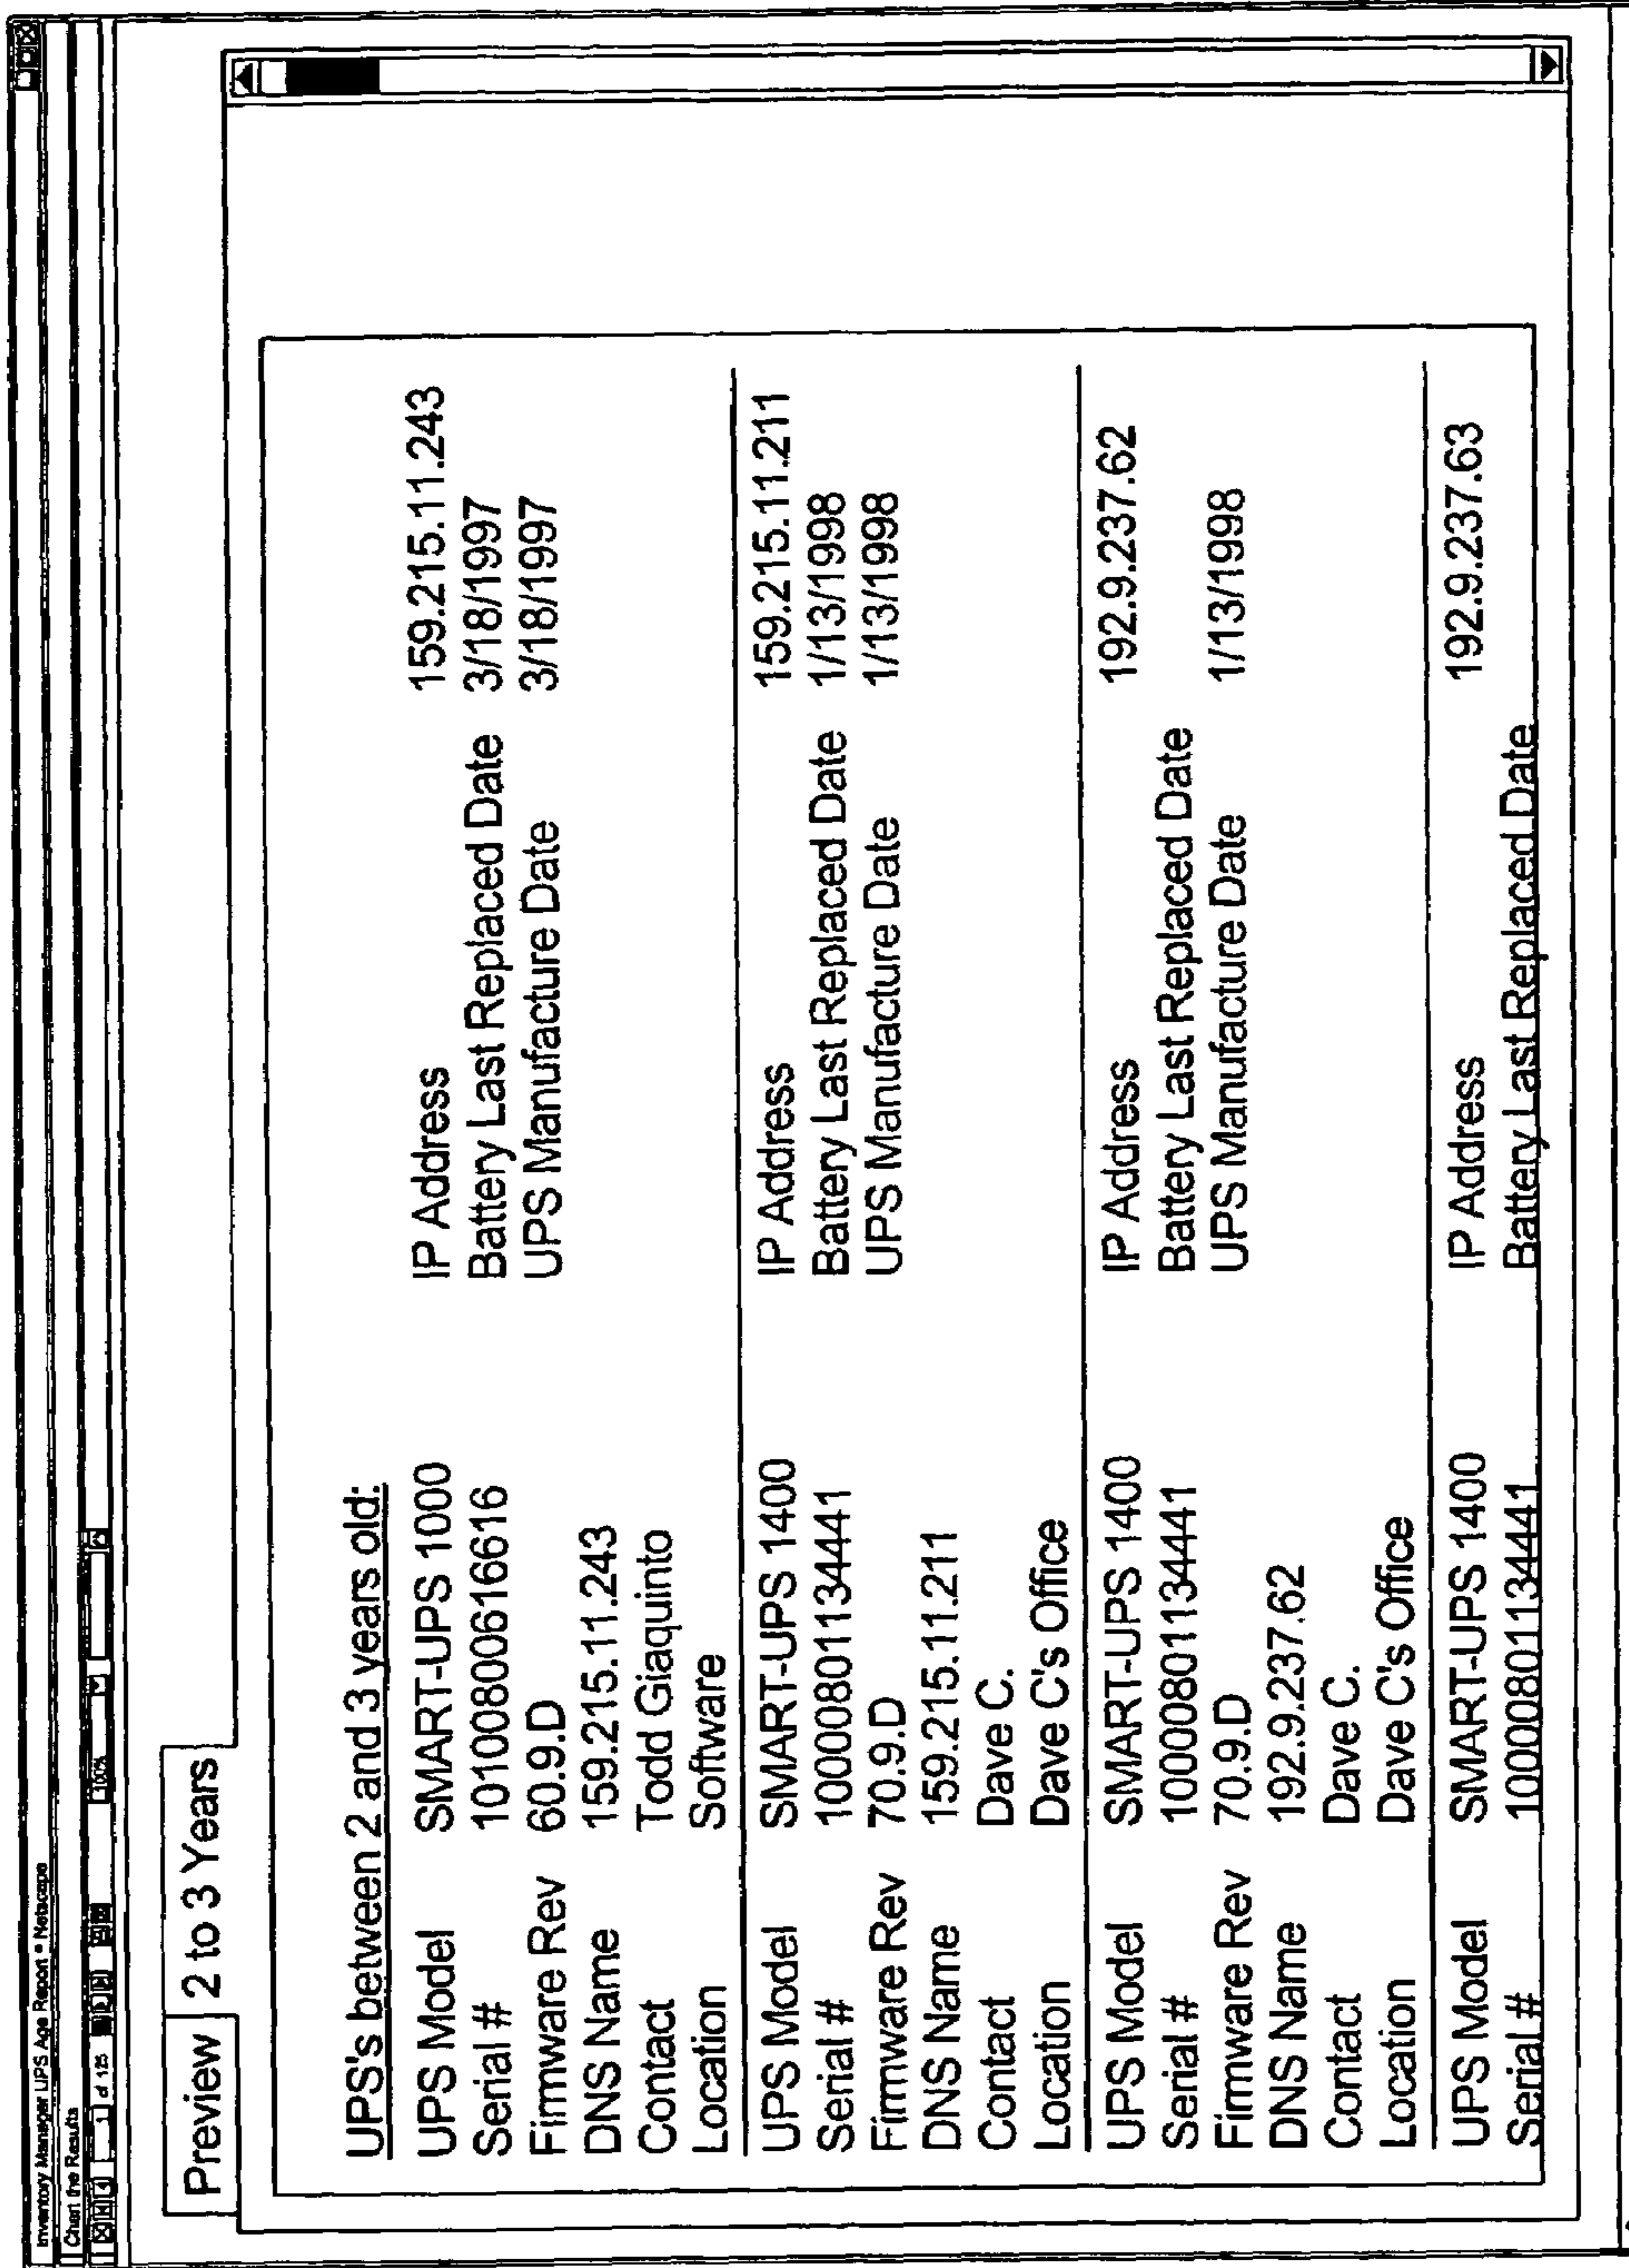 Inventory Manager UPS Age Report * Netscape
Chart the Results
1 of 125 100%
Preview 2 to 3 Years
UPS's between 2 and 3 years old:
UPS Model SMART-UPS 1000 IP Address 159.215.11.243
Serial # 101008006616616 Battery Last Replaced Date 3/18/1997
Firmware Rev 60.9.D UPS Manufacture Date 3/18/1997
DNS Name 159.215.11.243
Contact Todd Giaquinto
Location Software
UPS Model SMART-UPS 1400 IP Address 159.215.11.211
Serial # 100008011134441 Battery Last Replaced Date 1/13/1998
Firmware Rev 70.9.D UPS Manufacture Date 1/13/1998
DNS Name 159.215.11.211
Contact Dave C.
Location Dave C's Office
UPS Model SMART-UPS 1400 IP Address 192.9.237.62
Serial # 100008011134441 Battery Last Replaced Date
Firmware Rev 70.9.D UPS Manufacture Date 1/13/1998
DNS Name 192.9.237.62
Contact Dave C.
Location Dave C's Office
UPS Model SMART-UPS 1400 IP Address 192.9.237.63
Serial # 100008011134441 Battery Last Replaced Date